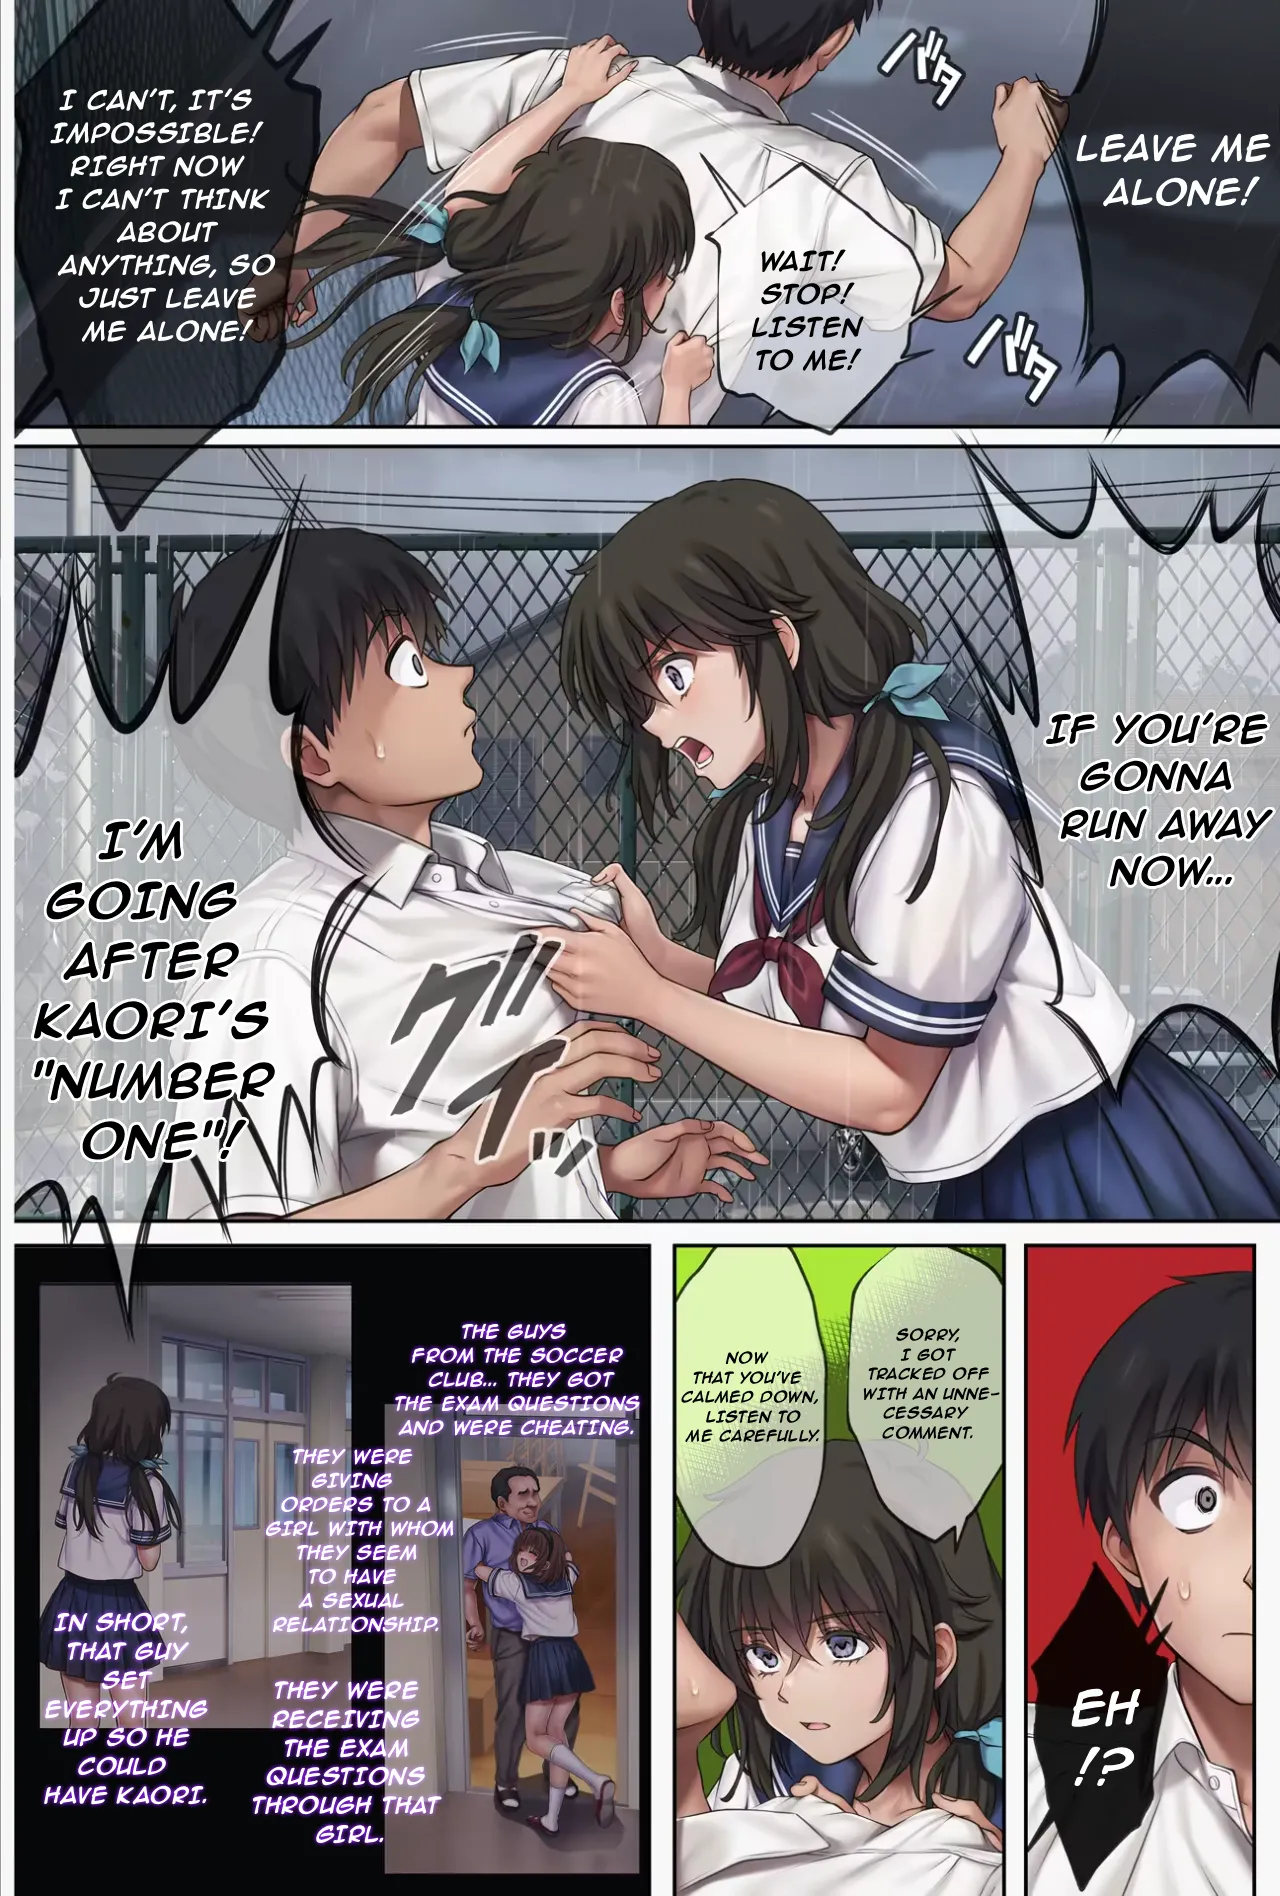 LEAVE ME
ALONE!
バタ
WAIT!
STOP!
LISTEN
TO ME!
バタ
I CAN'T, IT'S
IMPOSSIBLE!
RIGHT NOW
I CAN'T THINK
ABOUT
ANYTHING, SO
JUST LEAVE
ME ALONE!
IF YOU'RE
GONNA
RUN AWAY
NOW...
グイッ
I'M
GOING
AFTER
KAORI'S
"NUMBER
ONE"!
EH
!?
SORRY,
I GOT
TRACKED OFF
WITH AN UNNE-
CESSARY
COMMENT.
NOW
THAT YOU'VE
CALMED DOWN,
LISTEN TO
ME CAREFULLY.
THE GUYS
FROM THE SOCCER
CLUB... THEY GOT
THE EXAM QUESTIONS
AND WERE CHEATING.
THEY WERE
GIVING
ORDERS TO A
GIRL WITH WHOM
THEY SEEM
TO HAVE
A SEXUAL
RELATIONSHIP.
THEY WERE
RECEIVING
THE EXAM
QUESTIONS
THROUGH THAT
GIRL.
IN SHORT,
THAT GUY
SET
EVERYTHING
UP SO HE
COULD
HAVE KAORI.